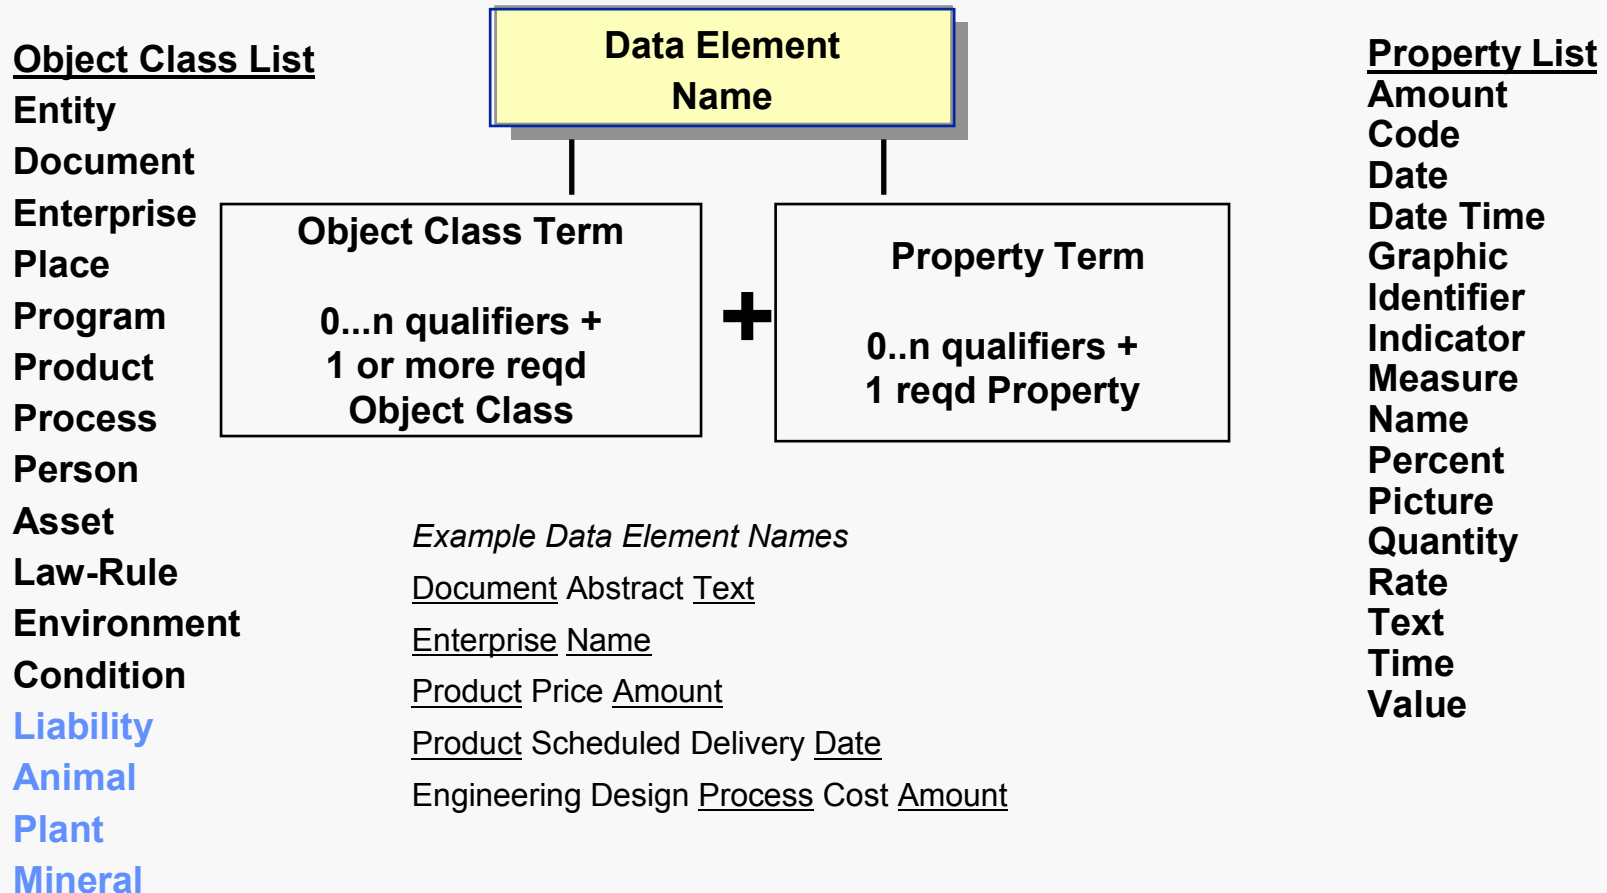 Object Class List
Entity
Document
Enterprise
Place
Program
Product
Process
Person
Asset
Law-Rule
Environment
Condition
Liability
Animal
Plant
Mineral
Data Element
Name
Object Class Term
0...n qualifiers +
1 or more reqd
Object Class
+
Property Term
0..n qualifiers +
1 reqd Property
Example Data Element Names
Document Abstract Text
Enterprise Name
Product Price Amount
Product Scheduled Delivery Date
Engineering Design Process Cost Amount
Property List
Amount
Code
Date
Date Time
Graphic
Identifier
Indicator
Measure
Name
Percent
Picture
Quantity
Rate
Text
Time
Value